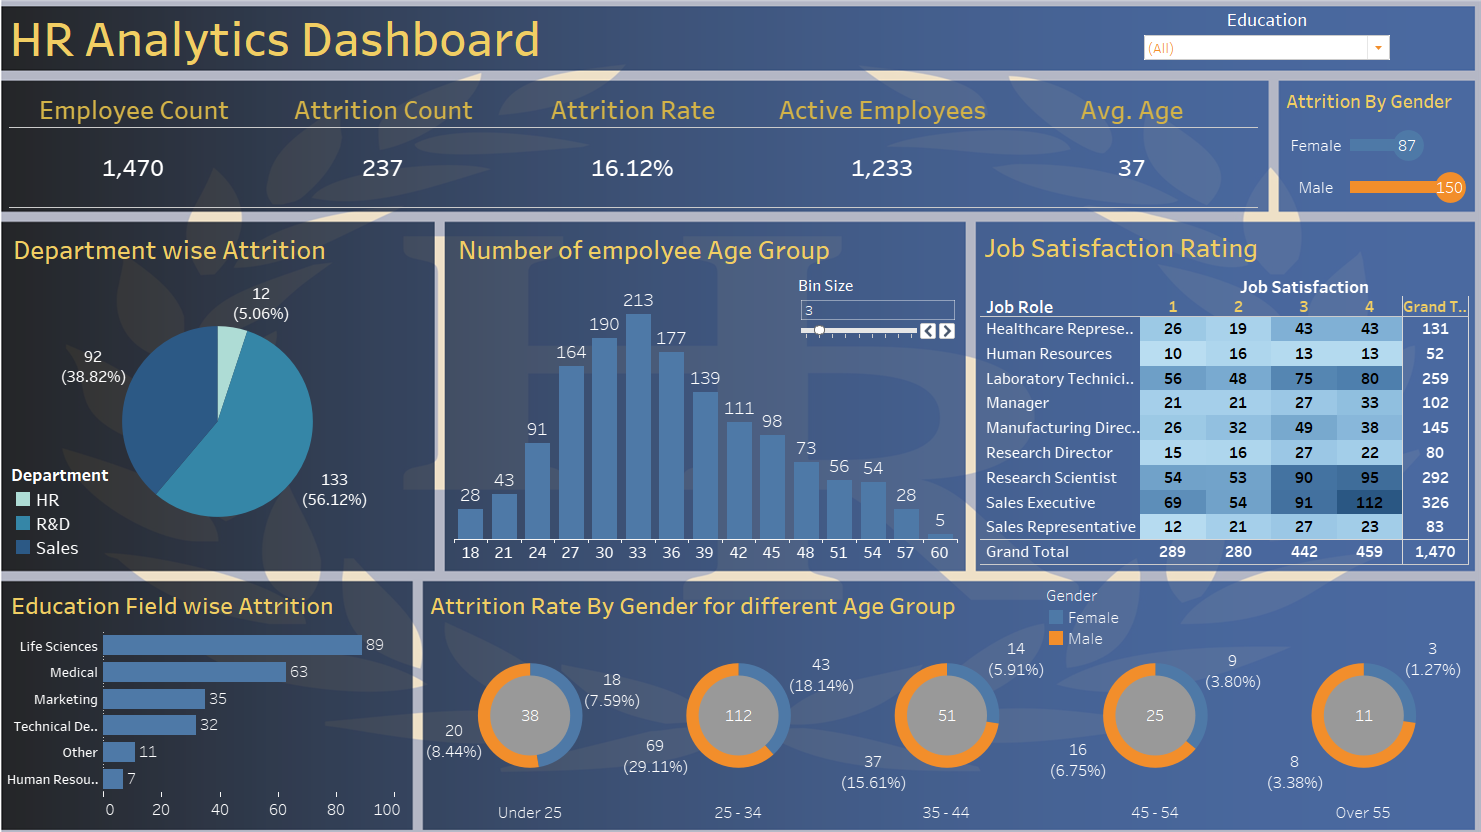 HR Analytics Dashboard
Education
(All)
Employee Count
Attrition Count
Attrition Rate
Active Employees
Avg. Age
1,470
237
16.12%
1,233
37
Attrition By Gender
Female 87
Male 150
Department wise Attrition
12
(5.06%)
92
(38.82%)
133
(56.12%)
Department
HR
R&D
Sales
Number of empolyee Age Group
Bin Size
3
28 43 91 164 190 213 177 139 111 98 73 56 54 28 5
18 21 24 27 30 33 36 39 42 45 48 51 54 57 60
Job Satisfaction Rating
Job Satisfaction
Job Role 1 2 3 4 Grand T..
Healthcare Represe.. 26 19 43 43 131
Human Resources 10 16 13 13 52
Laboratory Technici.. 56 48 75 80 259
Manager 21 21 27 33 102
Manufacturing Direc.. 26 32 49 38 145
Research Director 15 16 27 22 80
Research Scientist 54 53 90 95 292
Sales Executive 69 54 91 112 326
Sales Representative 12 21 27 23 83
Grand Total 289 280 442 459 1,470
Education Field wise Attrition
Life Sciences 89
Medical 63
Marketing 35
Technical De.. 32
Other 11
Human Resou.. 7
0 20 40 60 80 100
Attrition Rate By Gender for different Age Group
Gender
Female
Male
18
(7.59%)
38
20
(8.44%)
Under 25
43
(18.14%)
112
69
(29.11%)
25 - 34
14
(5.91%)
51
37
(15.61%)
35 - 44
9
(3.80%)
25
16
(6.75%)
45 - 54
3
(1.27%)
11
8
(3.38%)
Over 55
HR